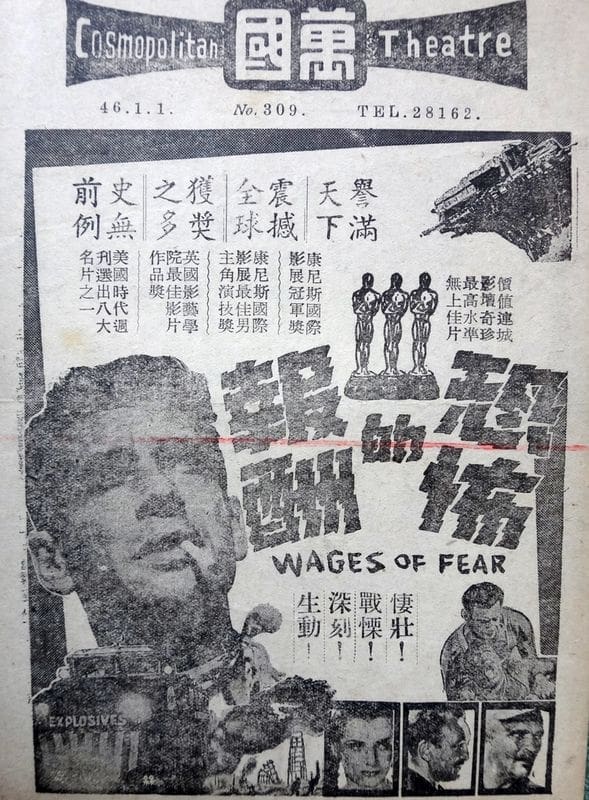 Cosmopolitan 萬國 Theatre
46.1.1. No. 309. TEL. 28162.
譽滿天下
震撼全球
獲獎之多
史無前例
價值連城
影壇奇珍
最高水準
無上佳片
康尼斯國際
影展冠軍獎
康尼斯國際
影展最佳男
主角演技獎
英國影藝學
院最佳影片
作品獎
美國時代週
刊選出八大
名片之一
恐怖的報酬
WAGES OF FEAR
悽壯！
戰慄！
深刻！
生動！
EXPLOSIVES